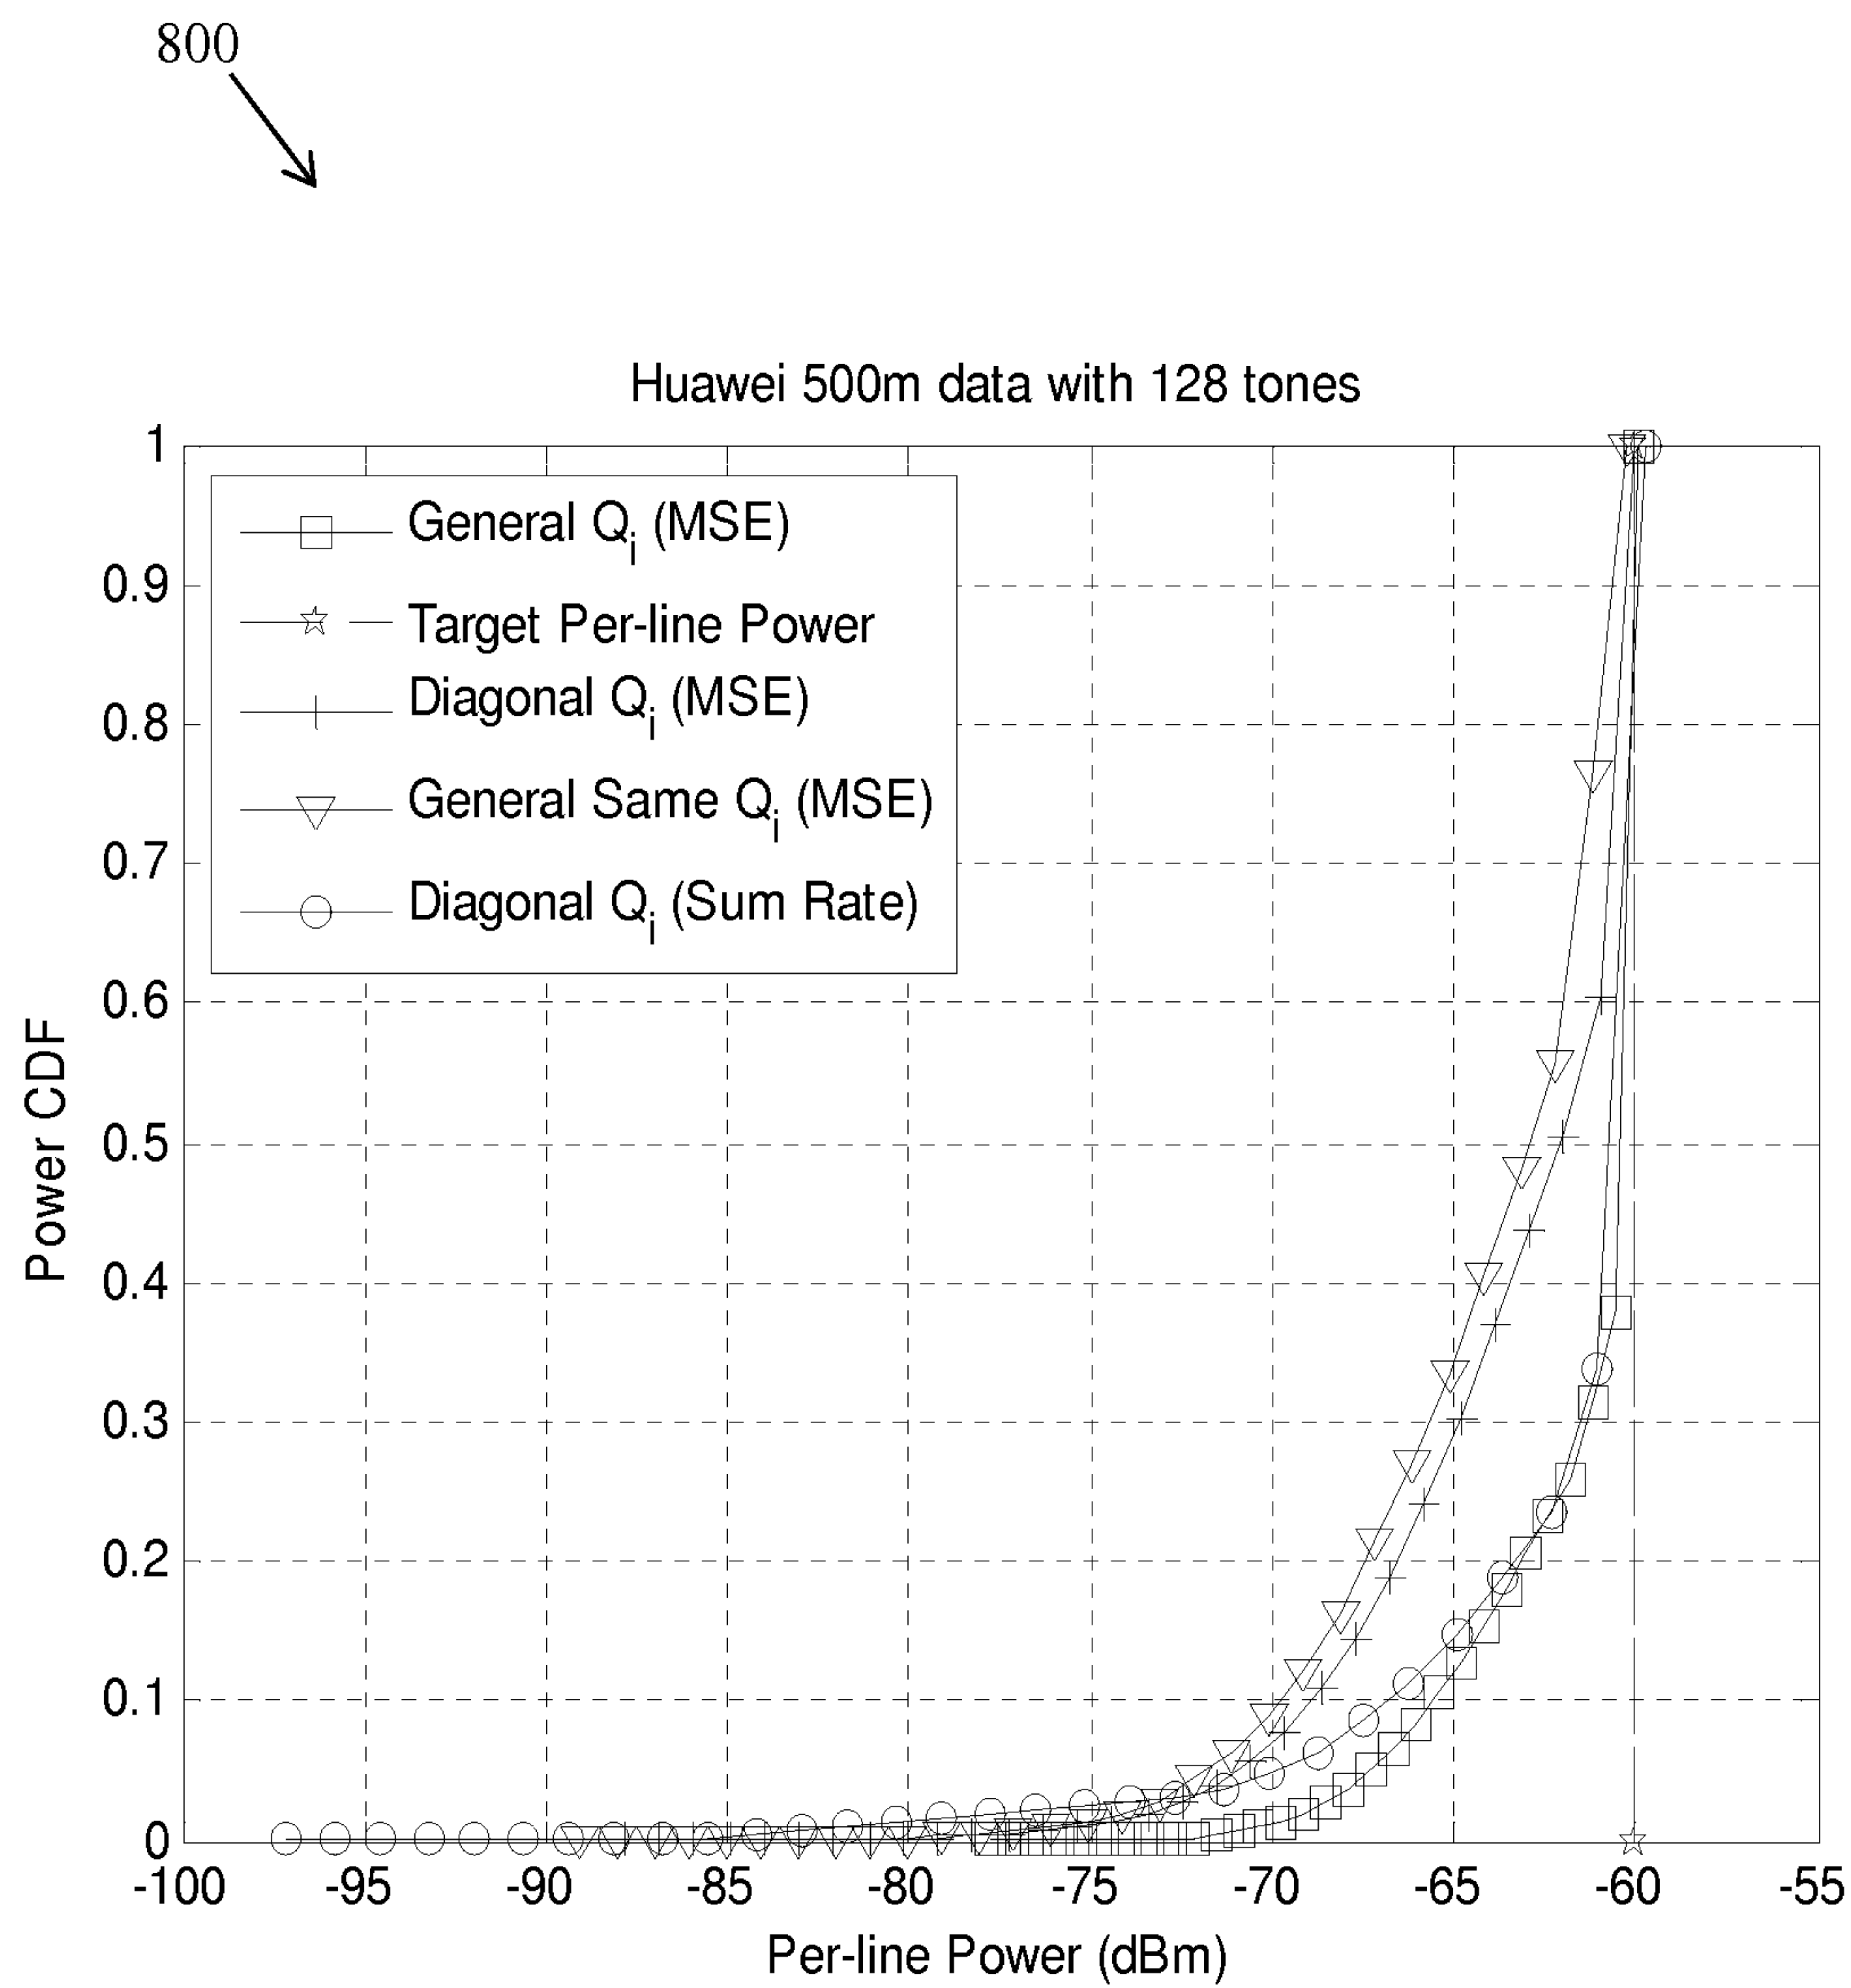 800
Huawei 500m data with 128 tones
1
0.9
0.8
0.7
0.6
0.5
0.4
0.3
0.2
0.1
0
Power CDF
General Qi (MSE)
Target Per-line Power
Diagonal Qi (MSE)
General Same Qi (MSE)
Diagonal Qi (Sum Rate)
-100 -95 -90 -85 -80 -75 -70 -65 -60 -55
Per-line Power (dBm)